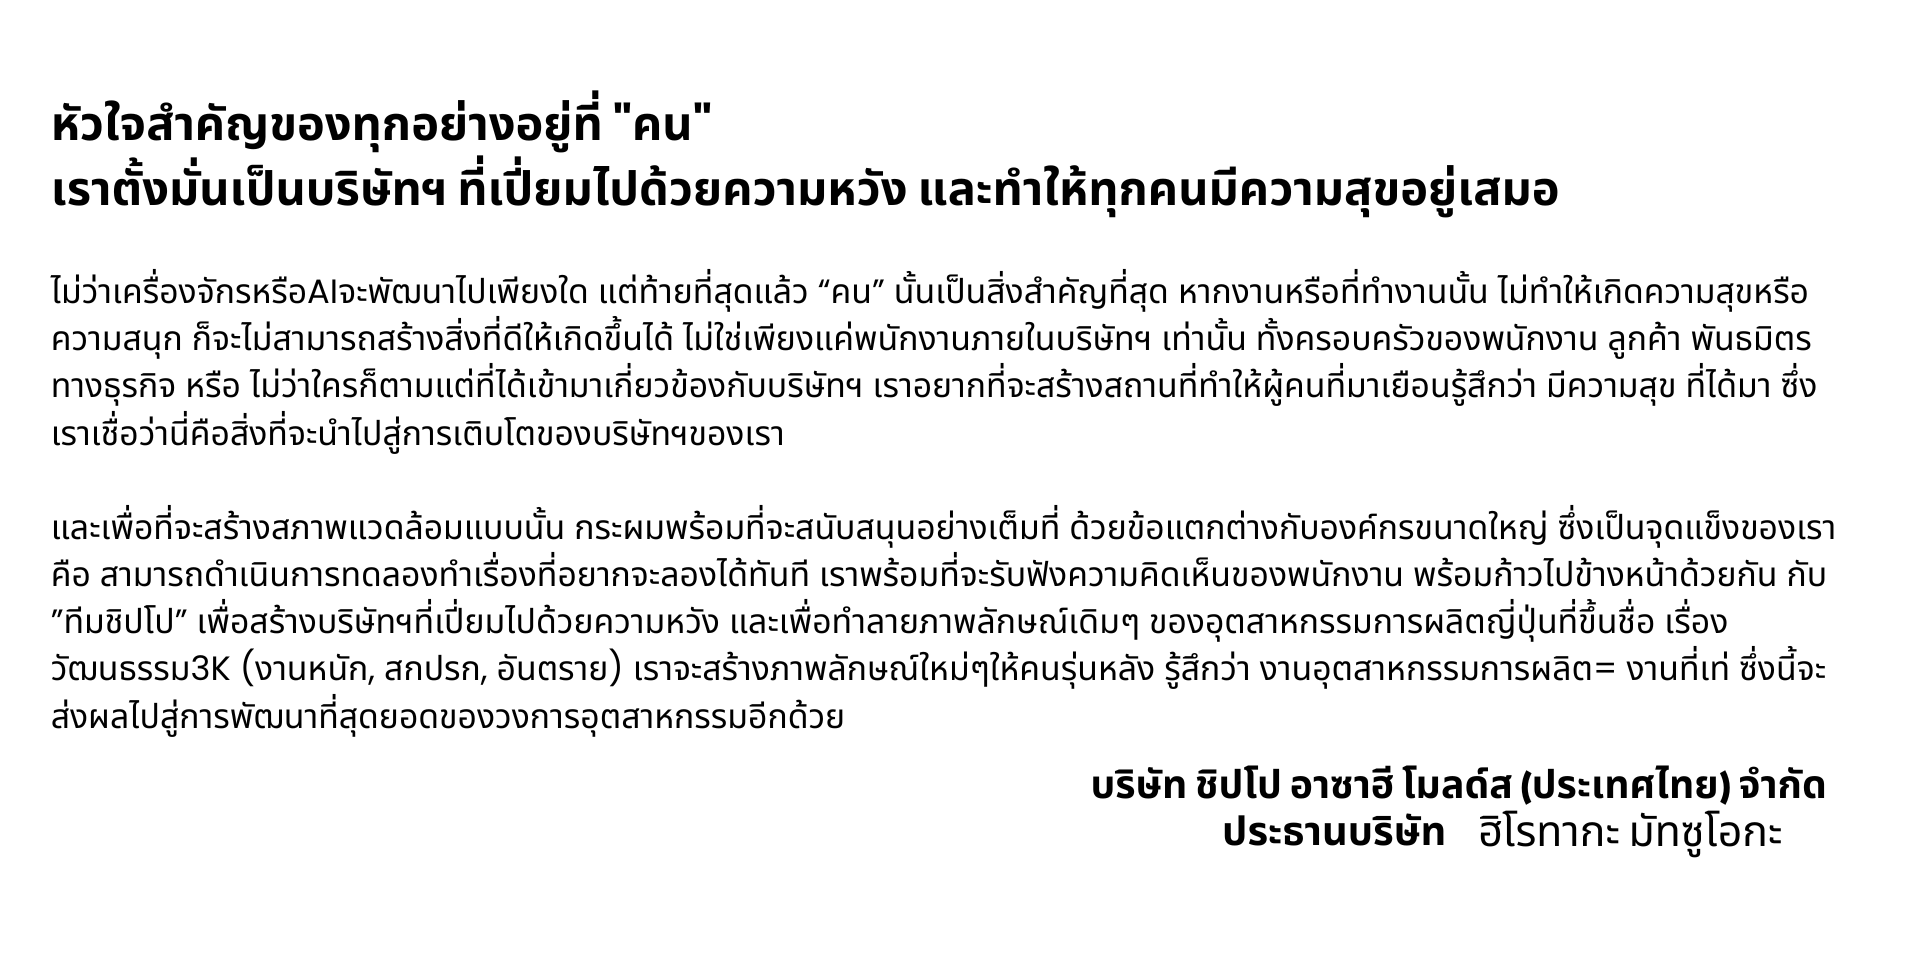 หัวใจสำคัญของทุกอย่างอยู่ที่ "คน"
เราตั้งมั่นเป็นบริษัทฯ ที่เปี่ยมไปด้วยความหวัง และทำให้ทุกคนมีความสุขอยู่เสมอ
ไม่ว่าเครื่องจักรหรือAIจะพัฒนาไปเพียงใด แต่ท้ายที่สุดแล้ว “คน” นั้นเป็นสิ่งสำคัญที่สุด หากงานหรือที่ทำงานนั้น ไม่ทำให้เกิดความสุขหรือ
ความสนุก ก็จะไม่สามารถสร้างสิ่งที่ดีให้เกิดขึ้นได้ ไม่ใช่เพียงแค่พนักงานภายในบริษัทฯ เท่านั้น ทั้งครอบครัวของพนักงาน ลูกค้า พันธมิตร
ทางธุรกิจ หรือ ไม่ว่าใครก็ตามแต่ที่ได้เข้ามาเกี่ยวข้องกับบริษัทฯ เราอยากที่จะสร้างสถานที่ทำให้ผู้คนที่มาเยือนรู้สึกว่า มีความสุข ที่ได้มา ซึ่ง
เราเชื่อว่านี่คือสิ่งที่จะนำไปสู่การเติบโตของบริษัทฯของเรา
และเพื่อที่จะสร้างสภาพแวดล้อมแบบนั้น กระผมพร้อมที่จะสนับสนุนอย่างเต็มที่ ด้วยข้อแตกต่างกับองค์กรขนาดใหญ่ ซึ่งเป็นจุดแข็งของเรา
คือ สามารถดำเนินการทดลองทำเรื่องที่อยากจะลองได้ทันที เราพร้อมที่จะรับฟังความคิดเห็นของพนักงาน พร้อมก้าวไปข้างหน้าด้วยกัน กับ
”ทีมชิปโป” เพื่อสร้างบริษัทฯที่เปี่ยมไปด้วยความหวัง และเพื่อทำลายภาพลักษณ์เดิมๆ ของอุตสาหกรรมการผลิตญี่ปุ่นที่ขึ้นชื่อ เรื่อง
วัฒนธรรม3K (งานหนัก, สกปรก, อันตราย) เราจะสร้างภาพลักษณ์ใหม่ๆให้คนรุ่นหลัง รู้สึกว่า งานอุตสาหกรรมการผลิต= งานที่เท่ ซึ่งนี้จะ
ส่งผลไปสู่การพัฒนาที่สุดยอดของวงการอุตสาหกรรมอีกด้วย
บริษัท ชิปโป อาซาฮี โมลด์ส (ประเทศไทย) จำกัด
ประธานบริษัท ฮิโรทากะ มัทซูโอกะ